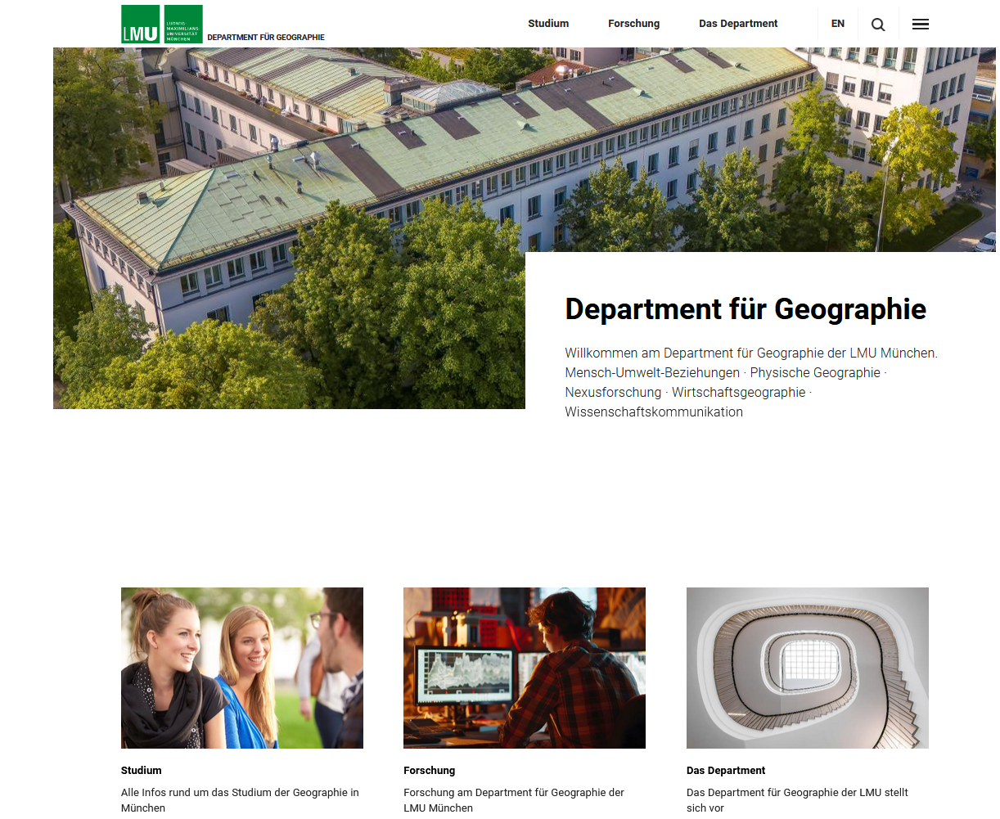 LMU
LUDWIG-
MAXIMILIANS-
UNIVERSITÄT
MÜNCHEN
DEPARTMENT FÜR GEOGRAPHIE
Studium
Forschung
Das Department
EN
Department für Geographie
Willkommen am Department für Geographie der LMU München.
Mensch-Umwelt-Beziehungen · Physische Geographie ·
Nexusforschung · Wirtschaftsgeographie ·
Wissenschaftskommunikation
Studium
Alle Infos rund um das Studium der Geographie in
München
Forschung
Forschung am Department für Geographie der
LMU München
Das Department
Das Department für Geographie der LMU stellt
sich vor